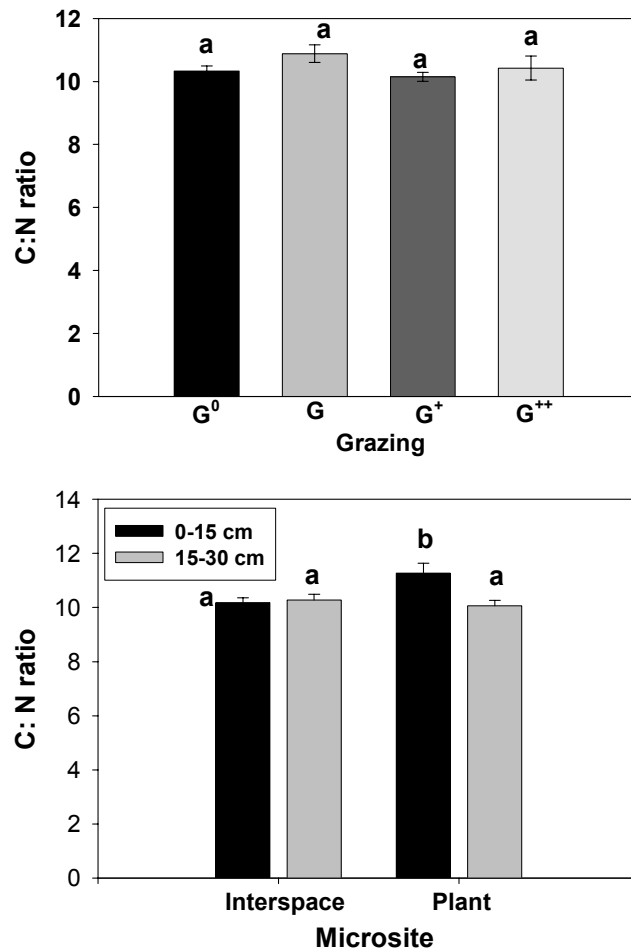 12
10
8
6
4
2
0
C:N ratio
a a a a
G⁰ G G⁺ G⁺⁺
Grazing
14
12
10
8
6
4
2
0
C: N ratio
0-15 cm
15-30 cm
a a b a
Interspace Plant
Microsite